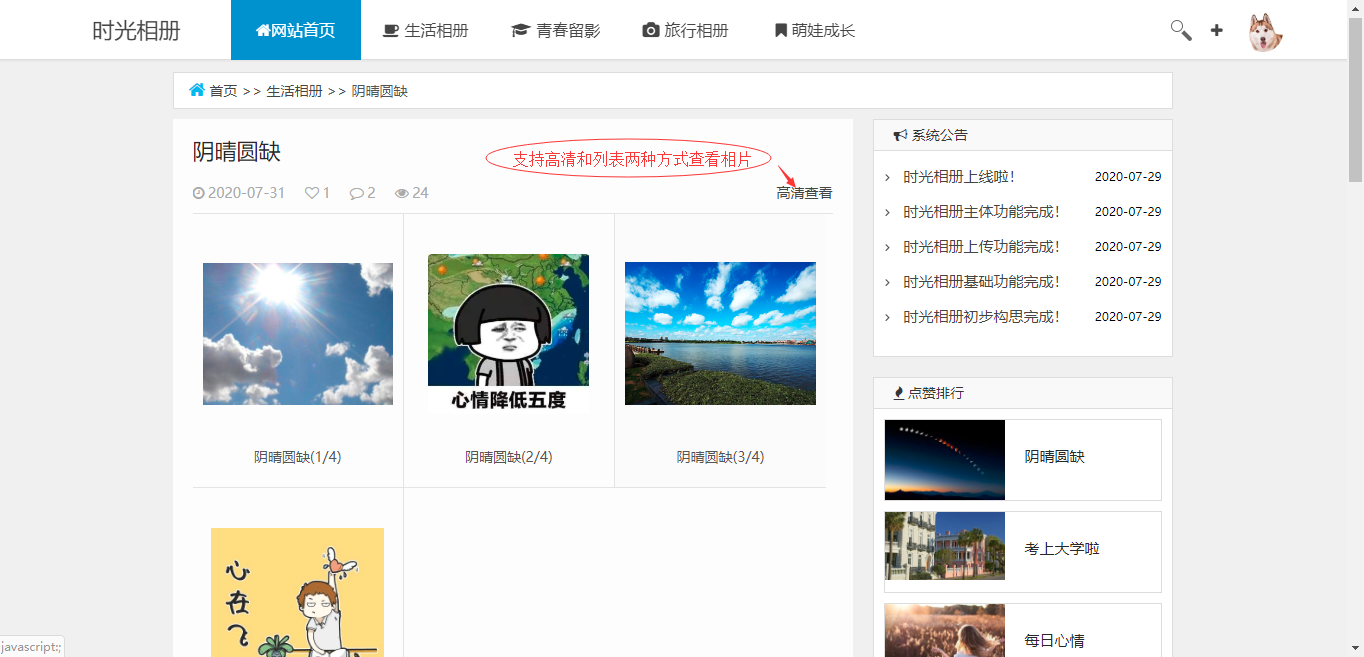 时光相册
网站首页
生活相册
青春留影
旅行相册
萌娃成长
首页 >> 生活相册 >> 阴晴圆缺
阴晴圆缺
支持高清和列表两种方式查看相片
2020-07-31 1 2 24
高清查看
心情降低五度
阴晴圆缺(1/4)
阴晴圆缺(2/4)
阴晴圆缺(3/4)
心在飞
系统公告
时光相册上线啦! 2020-07-29
时光相册主体功能完成! 2020-07-29
时光相册上传功能完成! 2020-07-29
时光相册基础功能完成! 2020-07-29
时光相册初步构思完成! 2020-07-29
点赞排行
阴晴圆缺
考上大学啦
每日心情
javascript:;